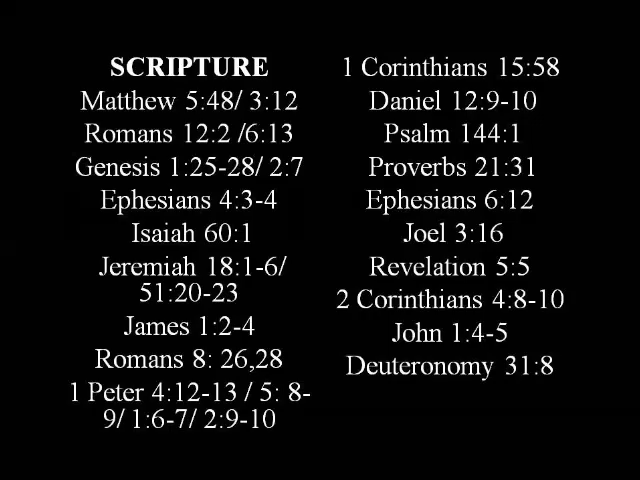 SCRIPTURE
Matthew 5:48/ 3:12
Romans 12:2 /6:13
Genesis 1:25-28/ 2:7
Ephesians 4:3-4
Isaiah 60:1
Jeremiah 18:1-6/
51:20-23
James 1:2-4
Romans 8: 26,28
1 Peter 4:12-13 / 5: 8-
9/ 1:6-7/ 2:9-10
1 Corinthians 15:58
Daniel 12:9-10
Psalm 144:1
Proverbs 21:31
Ephesians 6:12
Joel 3:16
Revelation 5:5
2 Corinthians 4:8-10
John 1:4-5
Deuteronomy 31:8